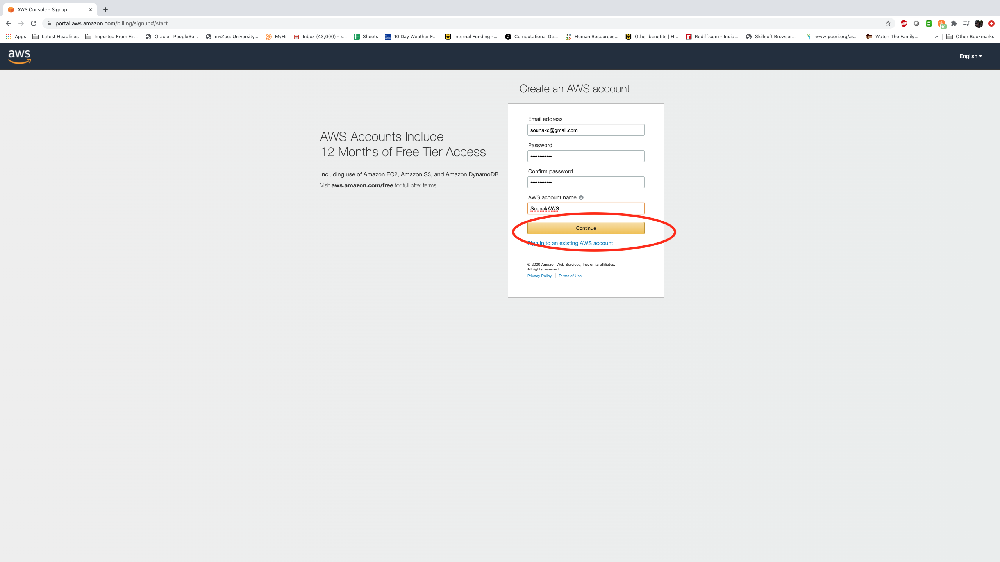 AWS Console - Signup
portal.aws.amazon.com/billing/signup#/start
ABP
19
Apps Latest Headlines Imported From Fir... Oracle | PeopleSo... myZou: University... MyHr Inbox (43,000) - s... Sheets 10 Day Weather F... Internal Funding -... Computational Ge... Human Resources... Other benefits | H... Rediff.com - India... Skillsoft Browser... www.pcori.org/as... Watch The Family... » Other Bookmarks
aws
English
Create an AWS account
AWS Accounts Include
12 Months of Free Tier Access
Including use of Amazon EC2, Amazon S3, and Amazon DynamoDB
Visit aws.amazon.com/free for full offer terms
Email address
sounakc@gmail.com
Password
••••••••••••
Confirm password
••••••••••••
AWS account name
SounakAWS
Continue
Sign in to an existing AWS account
© 2020 Amazon Web Services, Inc. or its affiliates.
All rights reserved.
Privacy Policy Terms of Use